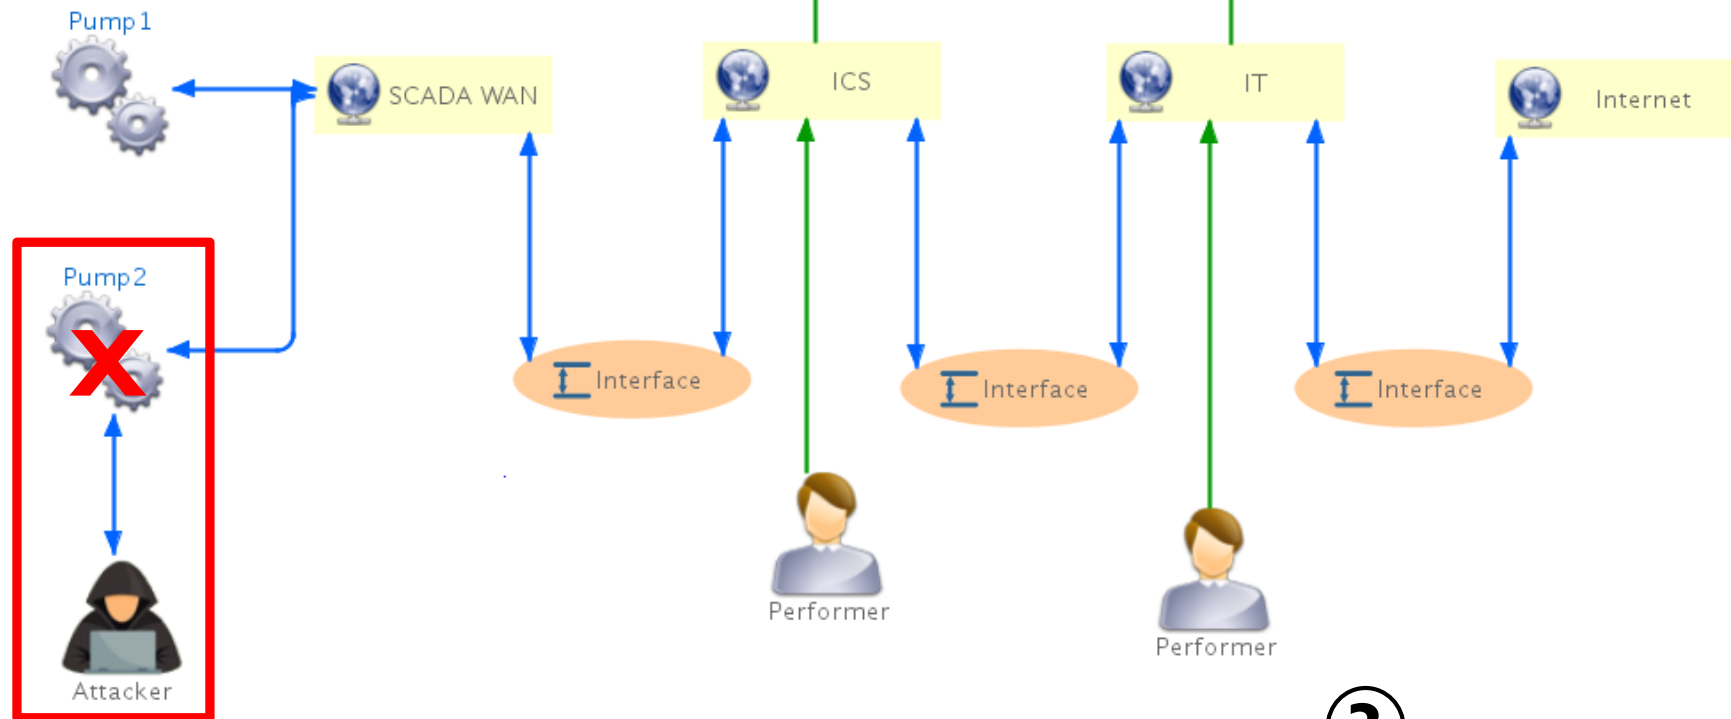 Pump1
SCADA WAN
ICS
IT
Internet
Pump2
X
Interface
Interface
Interface
Performer
Performer
Attacker